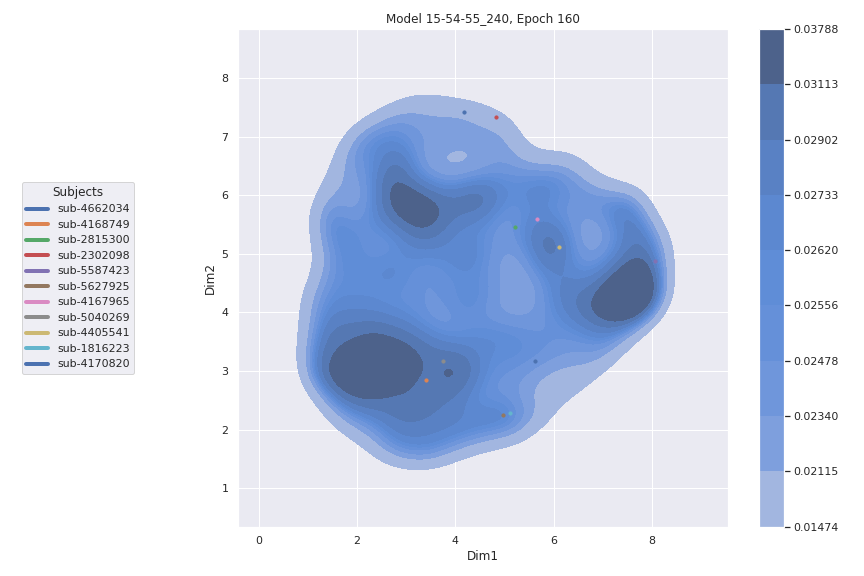 Model 15-54-55_240, Epoch 160
Subjects
sub-4662034
sub-4168749
sub-2815300
sub-2302098
sub-5587423
sub-5627925
sub-4167965
sub-5040269
sub-4405541
sub-1816223
sub-4170820
Dim2
8
7
6
5
4
3
2
1
0 2 4 6 8
Dim1
0.03788
0.03113
0.02902
0.02733
0.02620
0.02556
0.02478
0.02340
0.02115
0.01474